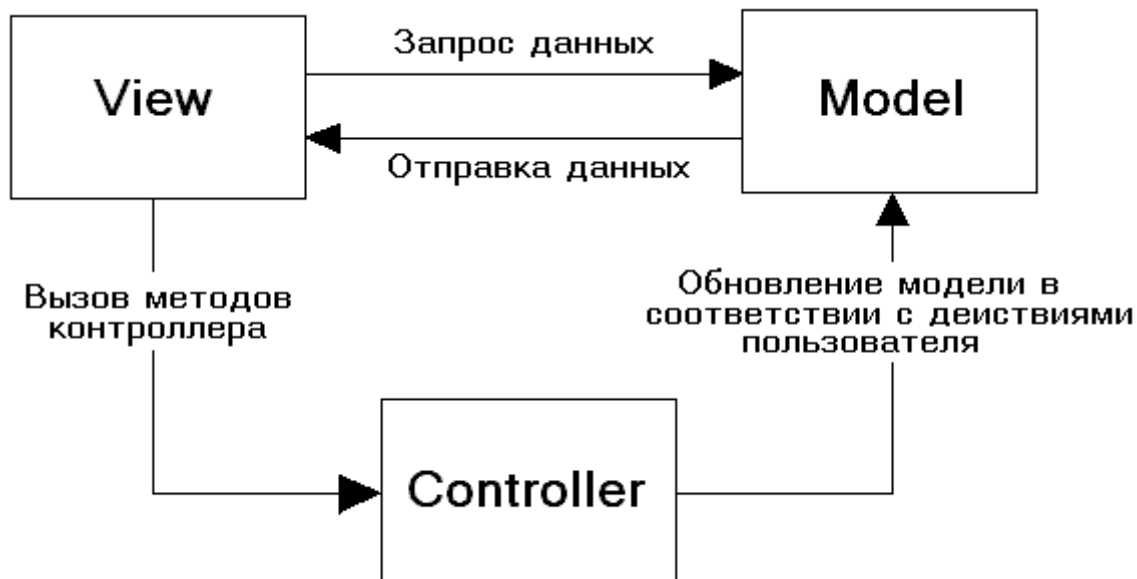 View
Запрос данных
Model
Отправка данных
Вызов методов
контроллера
Обновление модели в
соответствии с деиствиями
пользователя
Controller